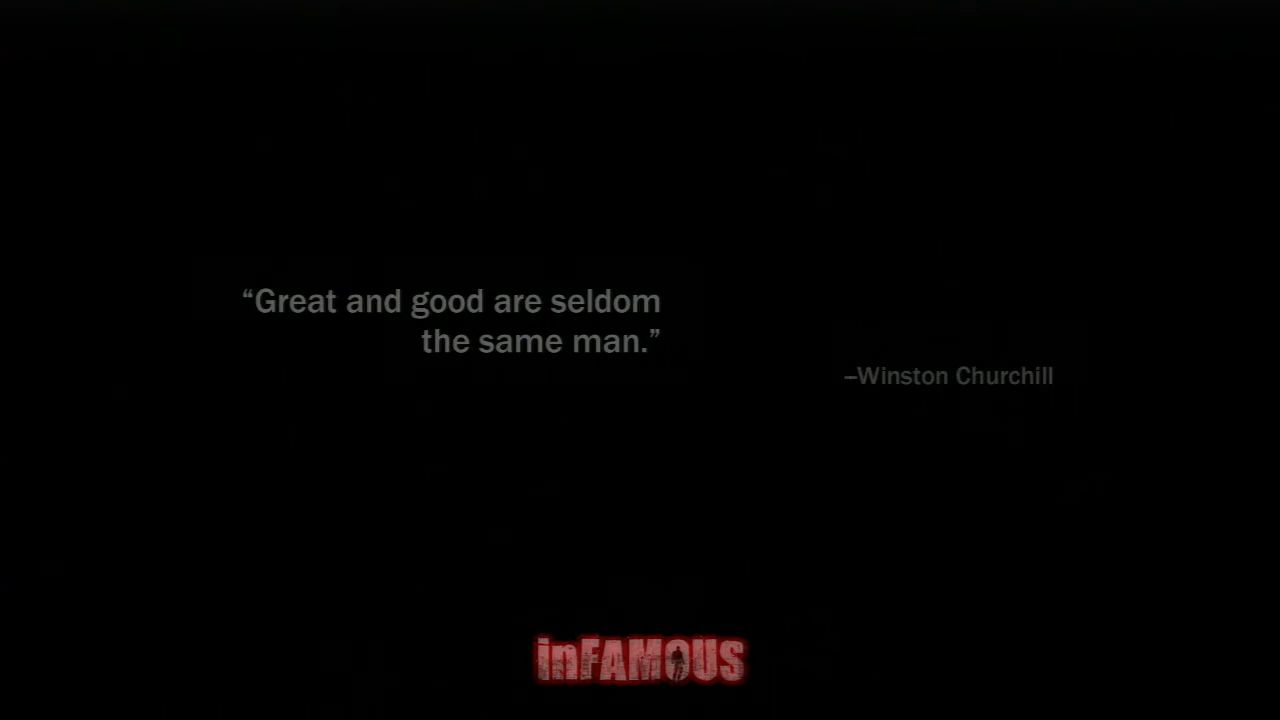 “Great and good are seldom
the same man.”
–Winston Churchill
inFAMOUS